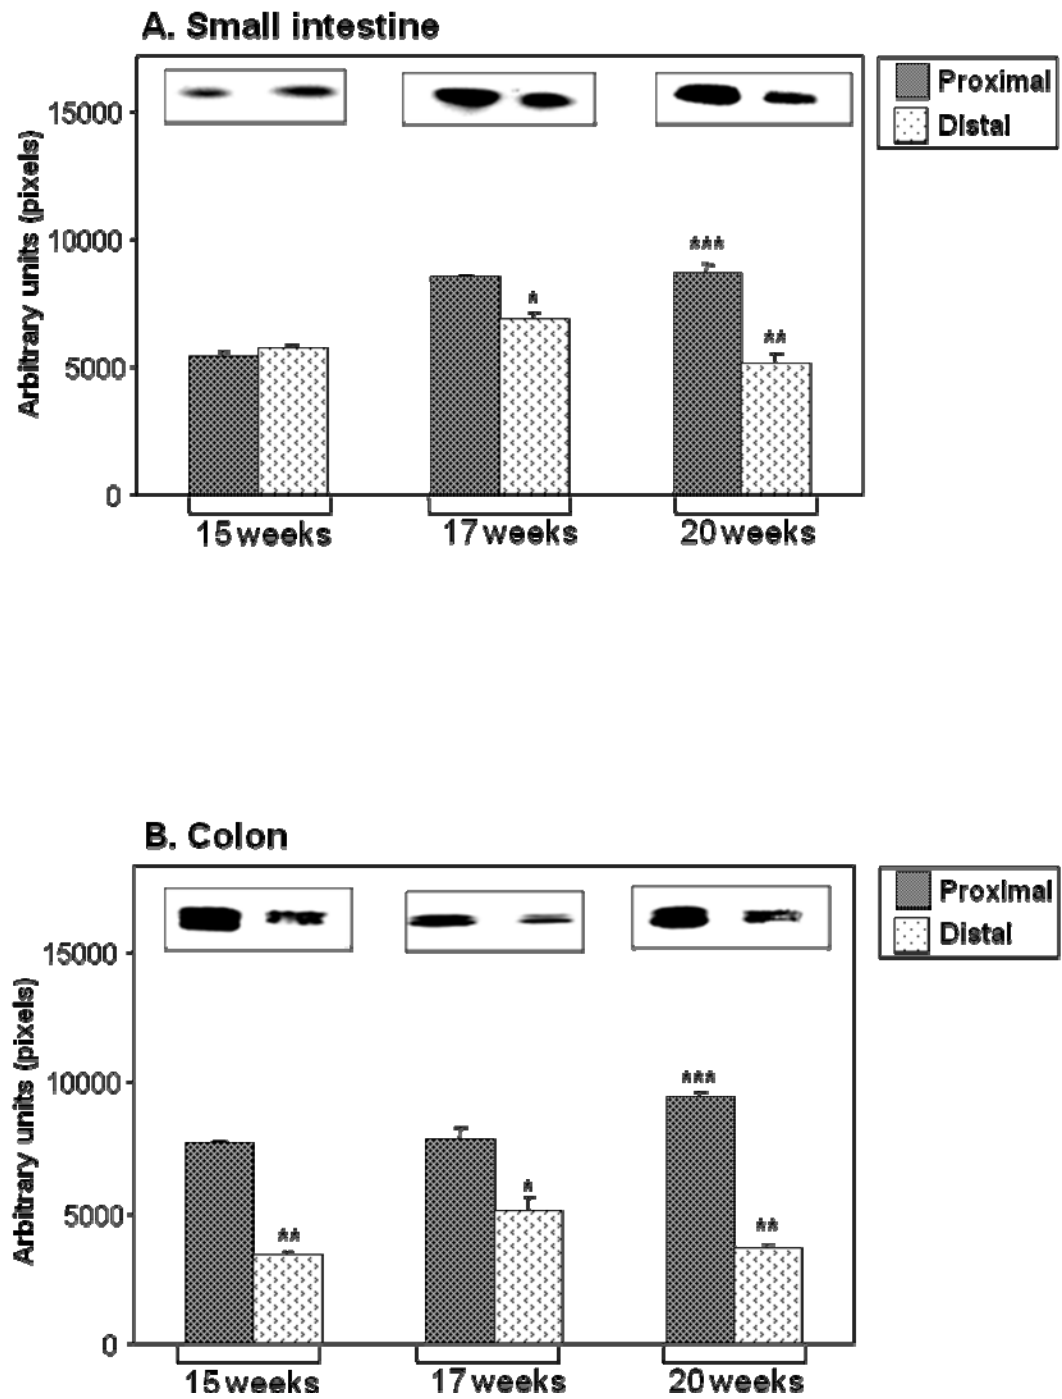 A. Small intestine
Proximal
Distal
Arbitrary units (pixels)
15000
10000
5000
0
***
*
**
15 weeks
17 weeks
20 weeks
B. Colon
Proximal
Distal
Arbitrary units (pixels)
15000
10000
5000
0
**
*
***
**
15 weeks
17 weeks
20 weeks